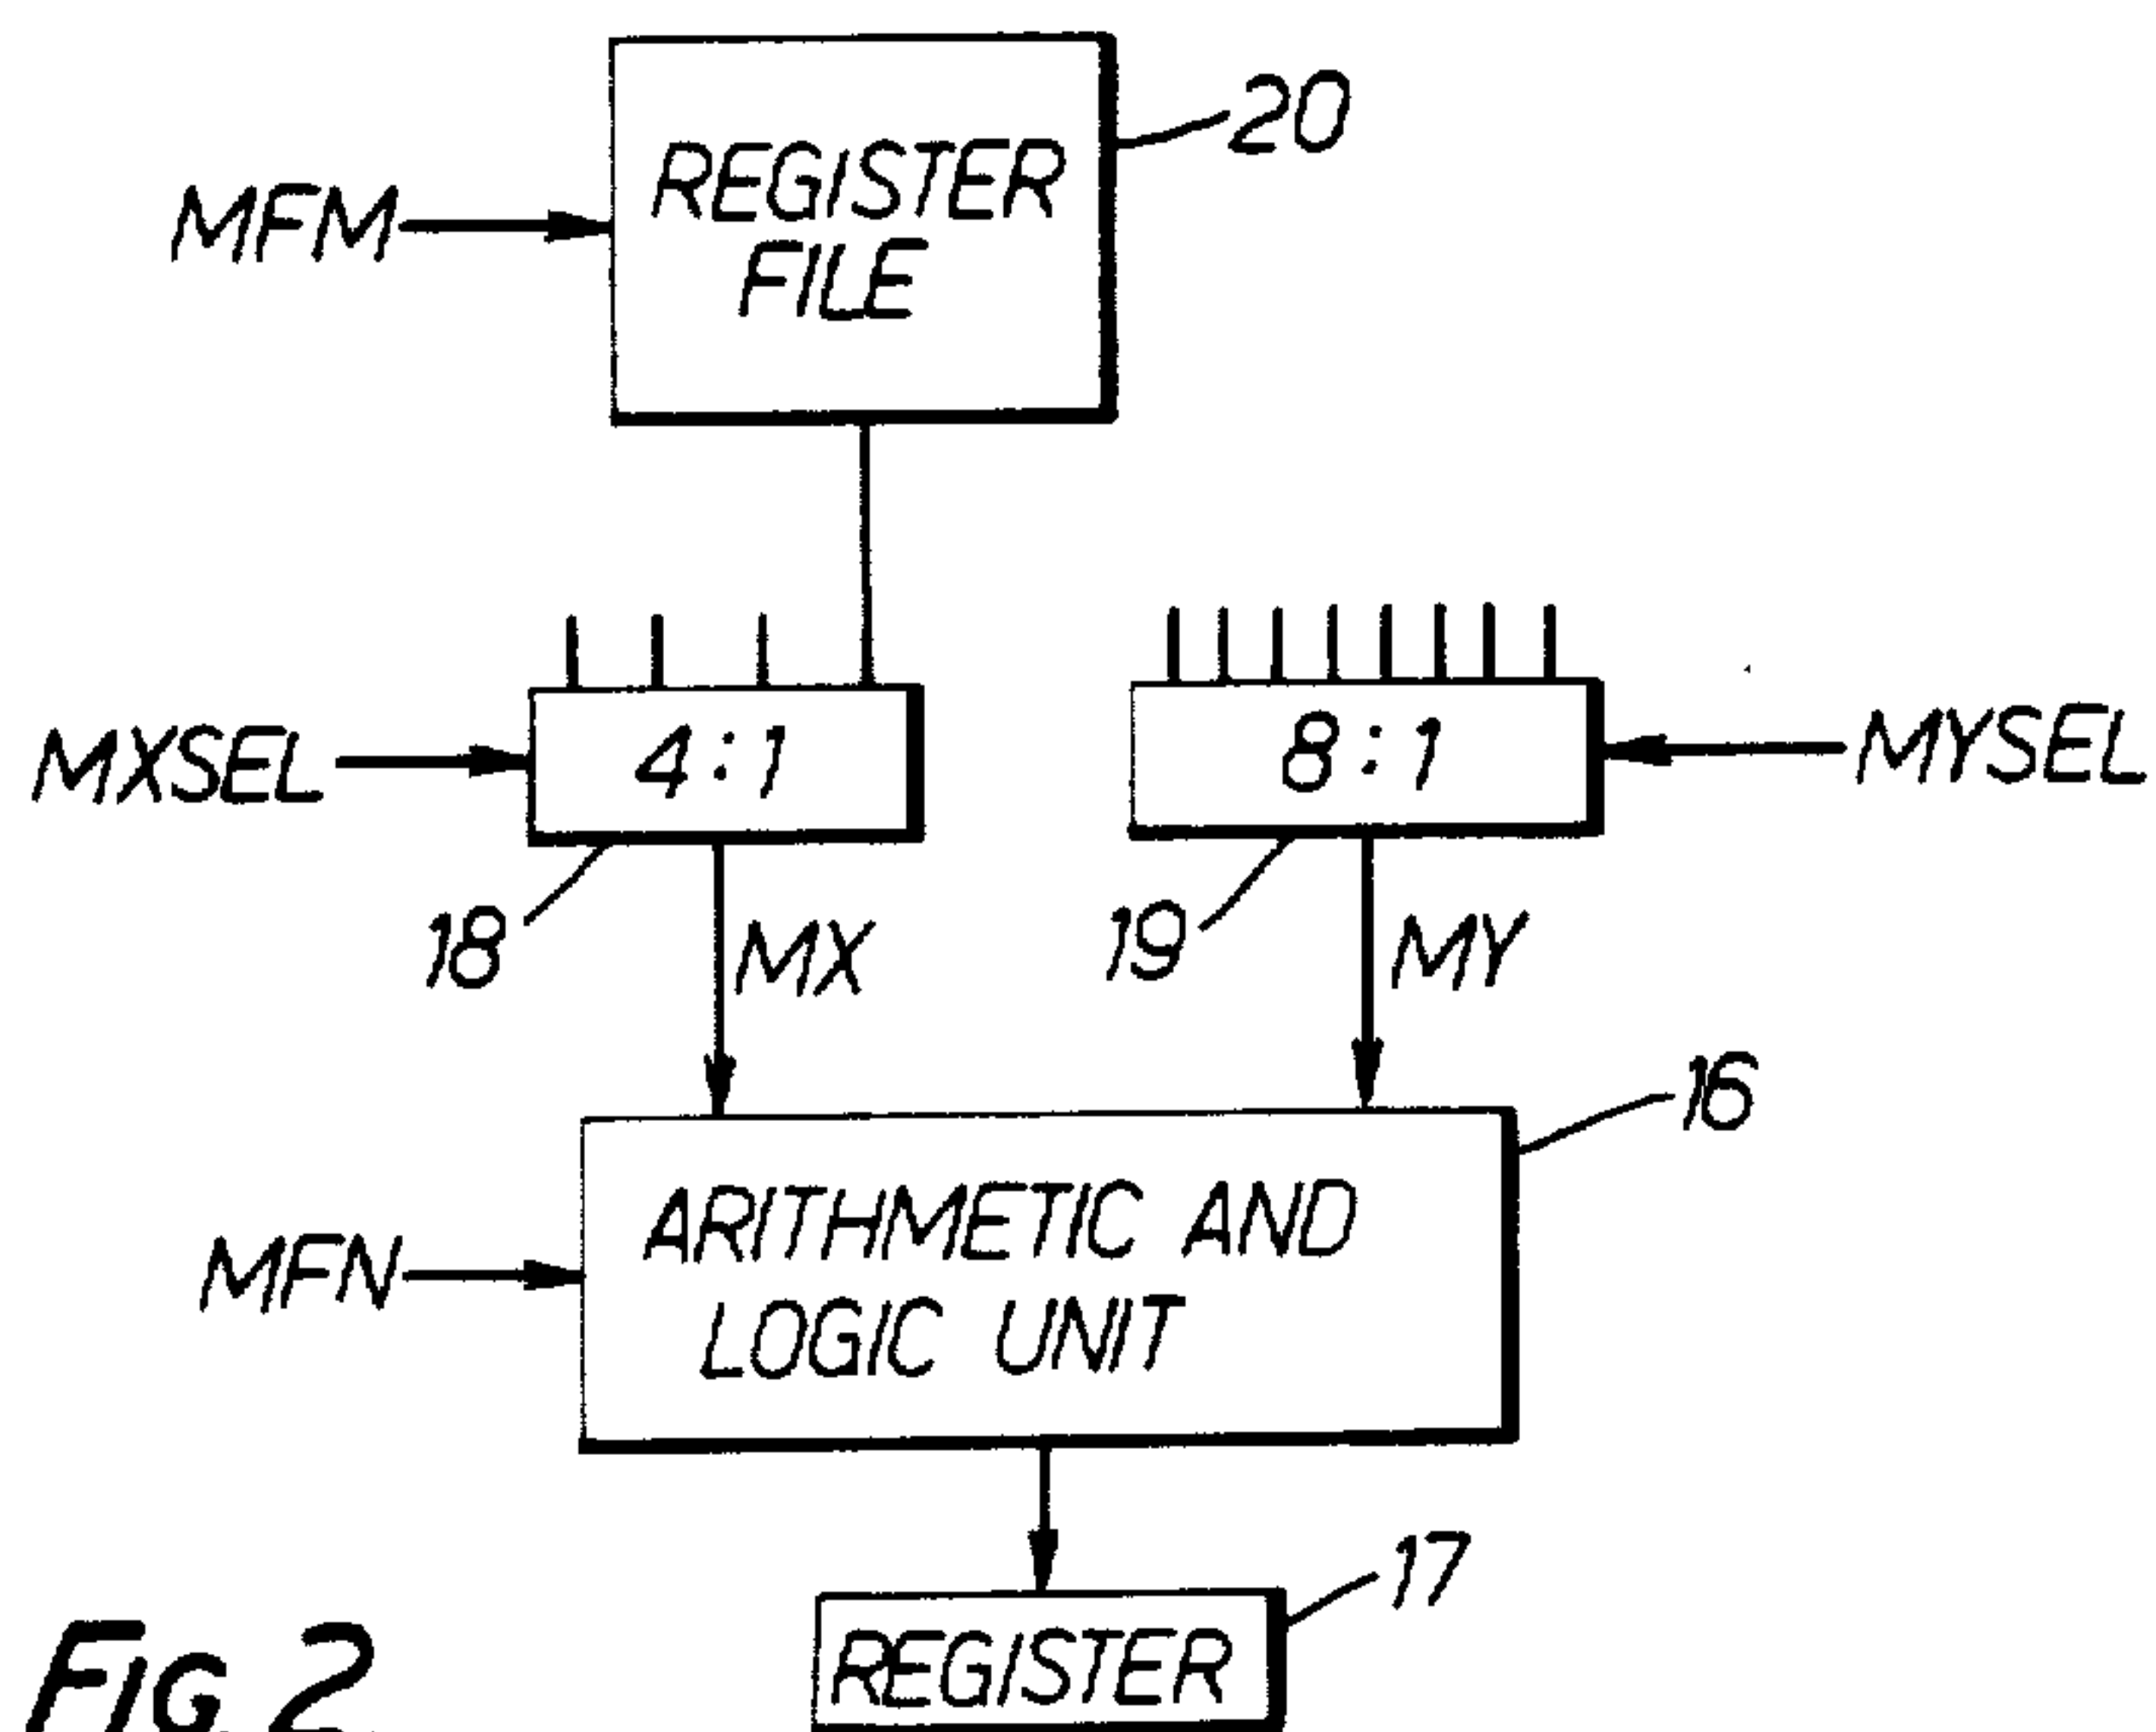 20
REGISTER
FILE
MFM
MXSEL
4:1
8:1
MYSEL
18
MX
19
MY
16
ARITHMETIC AND
LOGIC UNIT
MFN
17
REGISTER
FIG. 2